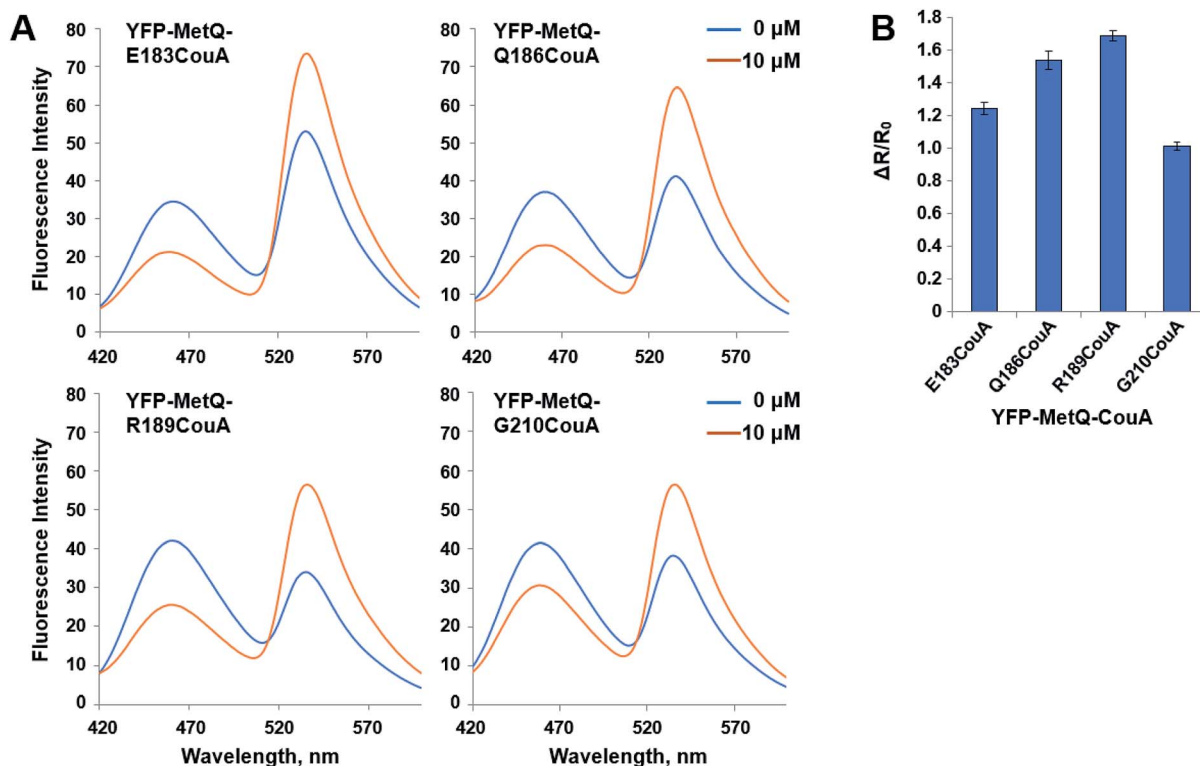 A
YFP-MetQ-
E183CouA
80
70
60
50
40
30
20
10
0
420
470
520
570
Fluorescence Intensity
YFP-MetQ-
Q186CouA
0 µM
10 µM
80
70
60
50
40
30
20
10
0
420
470
520
570
YFP-MetQ-
R189CouA
80
70
60
50
40
30
20
10
0
420
470
520
570
Fluorescence Intensity
Wavelength, nm
YFP-MetQ-
G210CouA
0 µM
10 µM
80
70
60
50
40
30
20
10
0
420
470
520
570
Wavelength, nm
B
1.8
1.6
1.4
1.2
1.0
0.8
0.6
0.4
0.2
0
ΔR/R₀
E183CouA
Q186CouA
R189CouA
G210CouA
YFP-MetQ-CouA